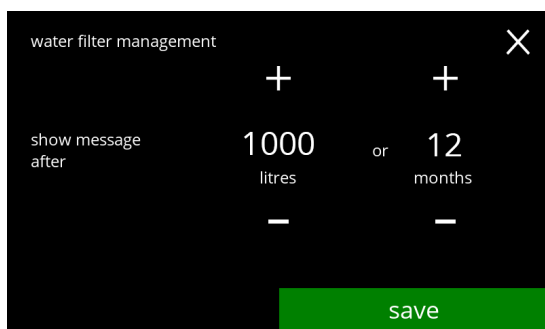 water filter management
+ +
show message
after
1000 or 12
litres months
- -
save